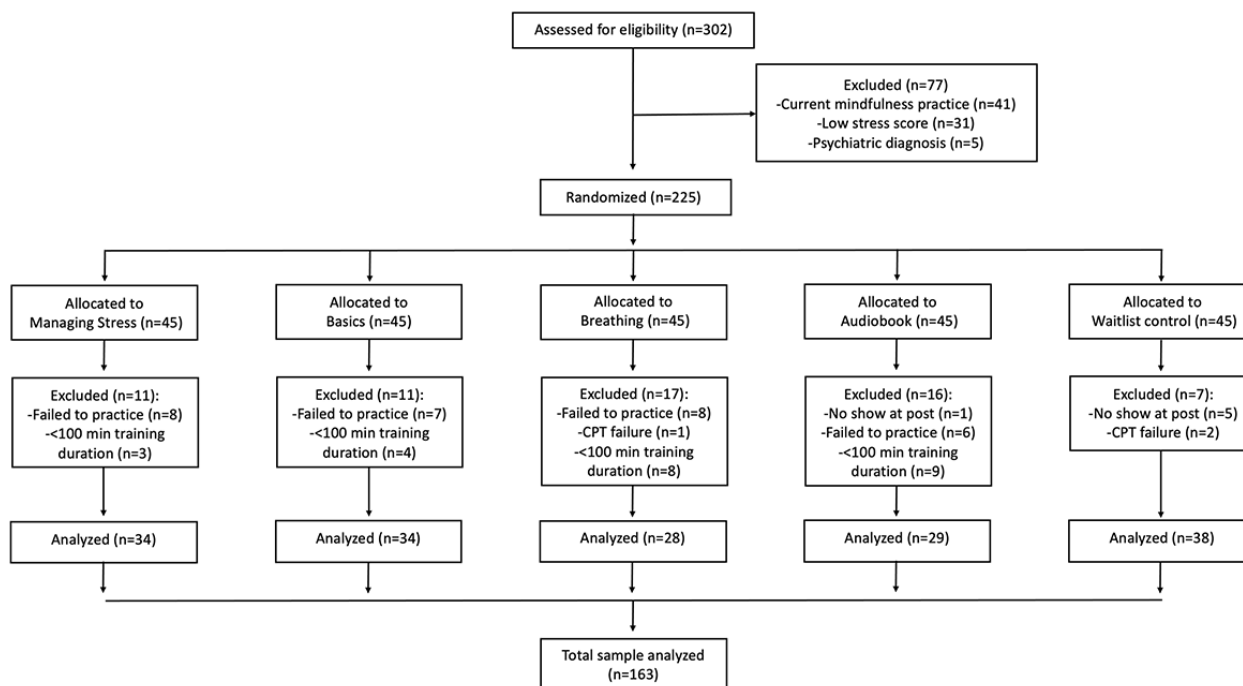 Assessed for eligibility (n=302)
Excluded (n=77)
-Current mindfulness practice (n=41)
-Low stress score (n=31)
-Psychiatric diagnosis (n=5)
Randomized (n=225)
Allocated to
Managing Stress (n=45)
Allocated to
Basics (n=45)
Allocated to
Breathing (n=45)
Allocated to
Audiobook (n=45)
Allocated to
Waitlist control (n=45)
Excluded (n=11):
-Failed to practice (n=8)
-<100 min training
duration (n=3)
Excluded (n=11):
-Failed to practice (n=7)
-<100 min training
duration (n=4)
Excluded (n=17):
-Failed to practice (n=8)
-CPT failure (n=1)
-<100 min training
duration (n=8)
Excluded (n=16):
-No show at post (n=1)
-Failed to practice (n=6)
-<100 min training
duration (n=9)
Excluded (n=7):
-No show at post (n=5)
-CPT failure (n=2)
Analyzed (n=34)
Analyzed (n=34)
Analyzed (n=28)
Analyzed (n=29)
Analyzed (n=38)
Total sample analyzed
(n=163)